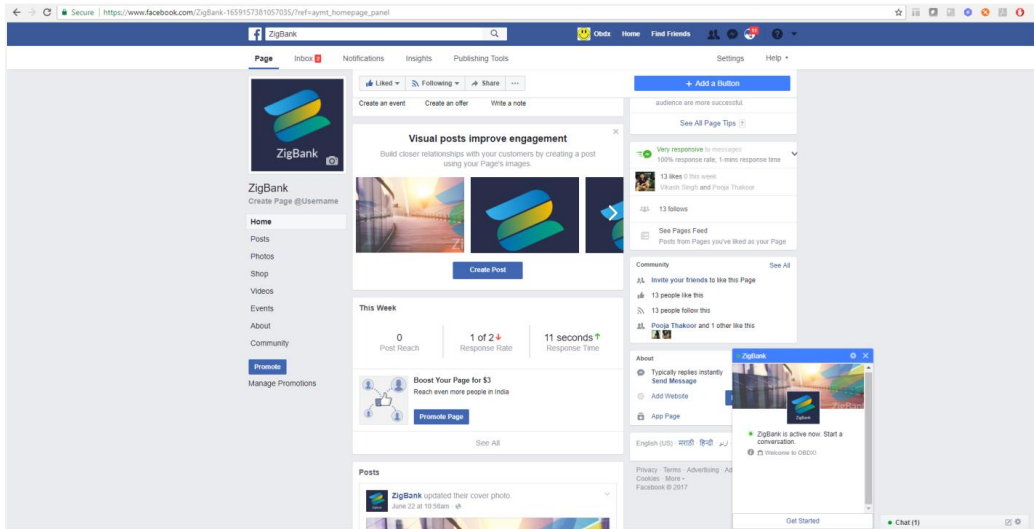 Secure | https://www.facebook.com/ZigBank-1659157381057035/?ref=aymt_homepage_panel
ZigBank
Obdx Home Find Friends
Page Inbox 2 Notifications Insights Publishing Tools Settings Help
Liked Following Share ...
+ Add a Button
Create an event Create an offer Write a note
audience are more successful.
See All Page Tips 7
ZigBank
ZigBank
Create Page @Username
Home
Posts
Photos
Shop
Videos
Events
About
Community
Promote
Manage Promotions
Visual posts improve engagement
Build closer relationships with your customers by creating a post
using your Page's images.
Create Post
This Week
0
Post Reach
1 of 2
Response Rate
11 seconds
Response Time
Boost Your Page for $3
Reach even more people in India
Promote Page
See All
Posts
ZigBank updated their cover photo.
June 22 at 10:58am
Very responsive to messages
100% response rate, 1-mins response time
13 likes 0 this week
Vikash Singh and Pooja Thakoor
13 follows
See Pages Feed
Posts from Pages you've liked as your Page
Community See All
Invite your friends to like this Page
13 people like this
13 people follow this
Pooja Thakoor and 1 other like this
About
Typically replies instantly
Send Message
Add Website
App Page
English (US) · मराठी · हिन्दी ·
Privacy · Terms · Advertising · Ad
Cookies · More
Facebook © 2017
ZigBank
ZigBank
ZigBank
ZigBank is active now. Start a
conversation.
Welcome to OBDX!
Get Started
Chat (1)